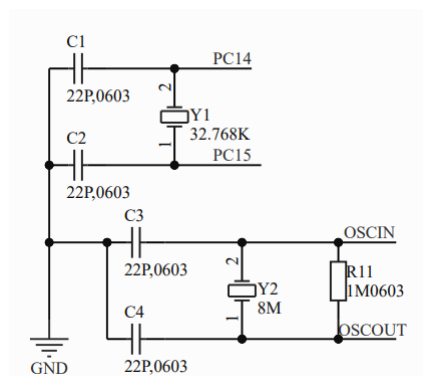 C1
PC14
22P,0603
2
Y1
32.768K
1
C2
PC15
22P,0603
C3
OSCIN
22P,0603
2
Y2
8M
1
R11
1M0603
C4
OSCOUT
22P,0603
GND